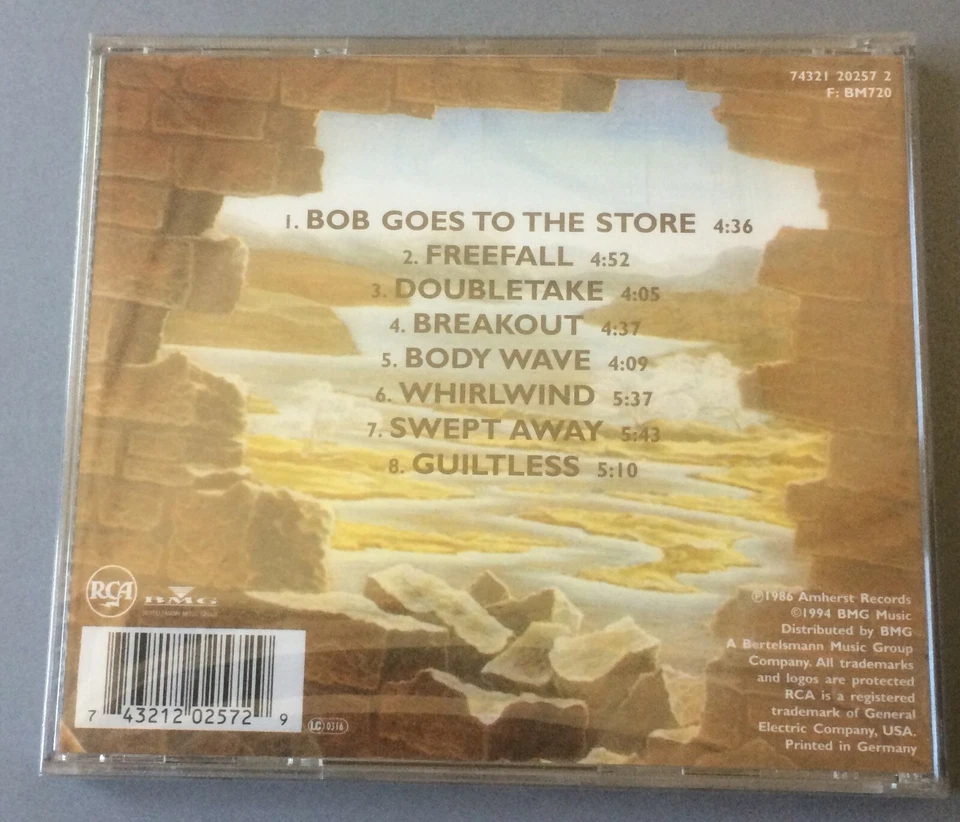 74321 20257 2
F: BM720
1. BOB GOES TO THE STORE 4:36
2. FREEFALL 4:52
3. DOUBLETAKE 4:05
4. BREAKOUT 4:37
5. BODY WAVE 4:09
6. WHIRLWIND 5:37
7. SWEPT AWAY 5:43
8. GUILTLESS 5:10
RCA
BMG
℗1986 Amherst Records
©1994 BMG Music
Distributed by BMG
A Bertelsmann Music Group
Company. All trademarks
and logos are protected
RCA is a registered
trademark of General
Electric Company, USA.
Printed in Germany
7 43212 02572 9
LC 0316